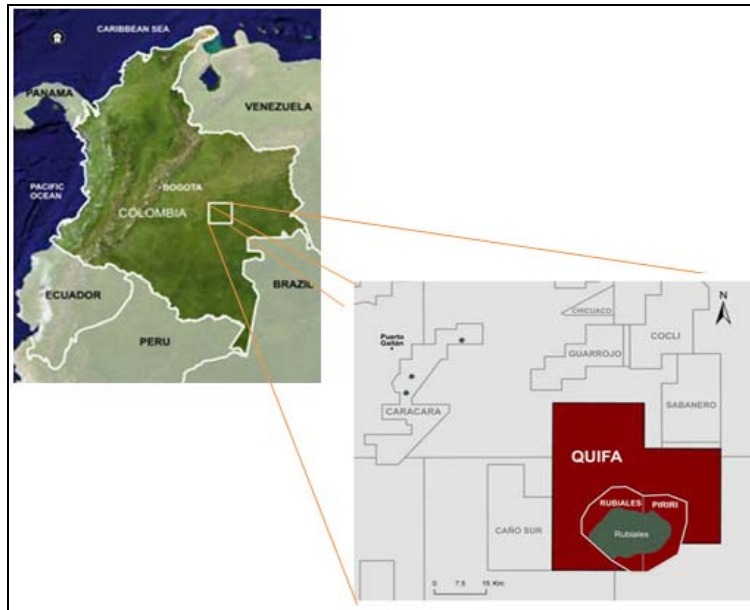 CARIBBEAN SEA
PANAMA
VENEZUELA
PACIFIC
OCEAN
BOGOTA
COLOMBIA
ECUADOR
BRAZIL
PERU
N
CHICUACO
Puerto
Gaitán
COCLI
GUARROJO
CARACARA
SABANERO
QUIFA
RUBIALES
PIRIRI
Rubiales
CAÑO SUR
0 7.5 15 Km